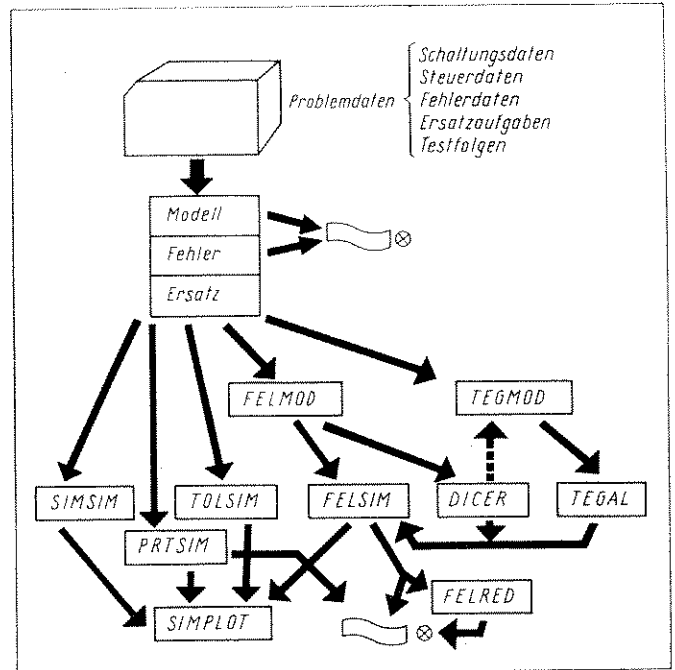 Schaltungsdaten
Steuerdaten
Problemdaten
Fehlerdaten
Ersatzaufgaben
Testfolgen
Modell
Fehler
Ersatz
FELMOD
TEGMOD
SIMSIM
TOLSIM
FELSIM
DICER
TEGAL
PRTSIM
FELRED
SIMPLOT